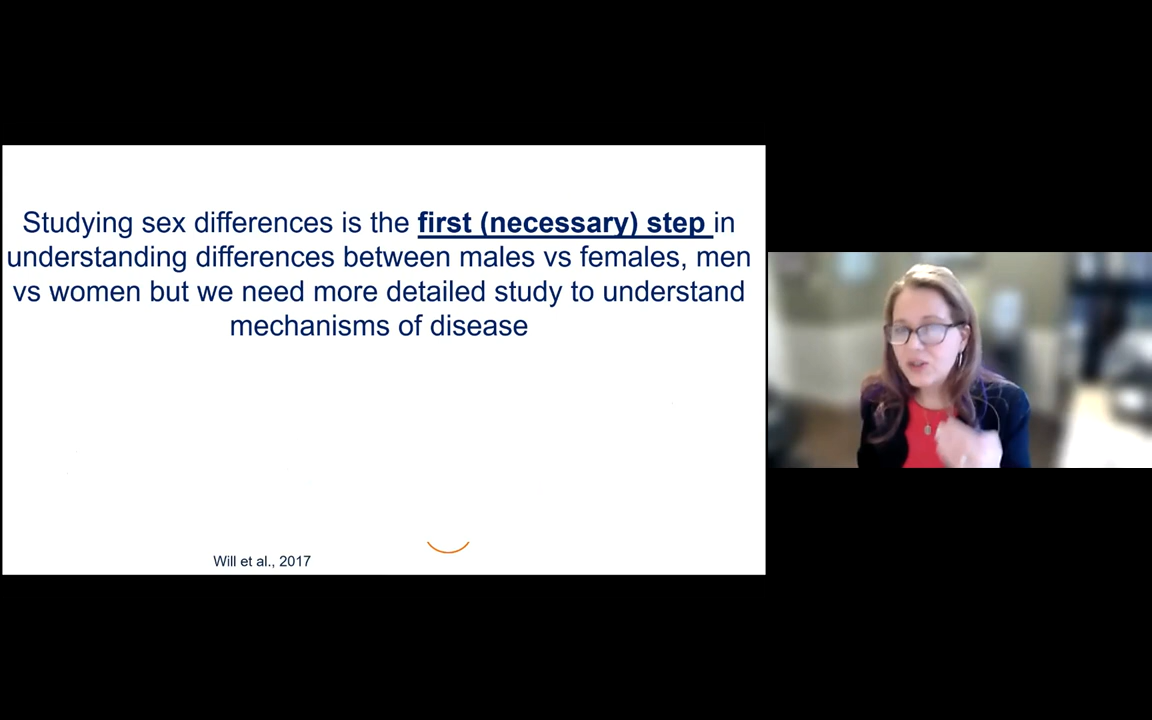 Studying sex differences is the first (necessary) step in
understanding differences between males vs females, men
vs women but we need more detailed study to understand
mechanisms of disease
Will et al., 2017